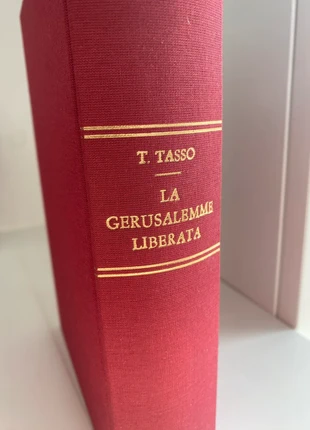 T. TASSO
LA
GERUSALEMME
LIBERATA